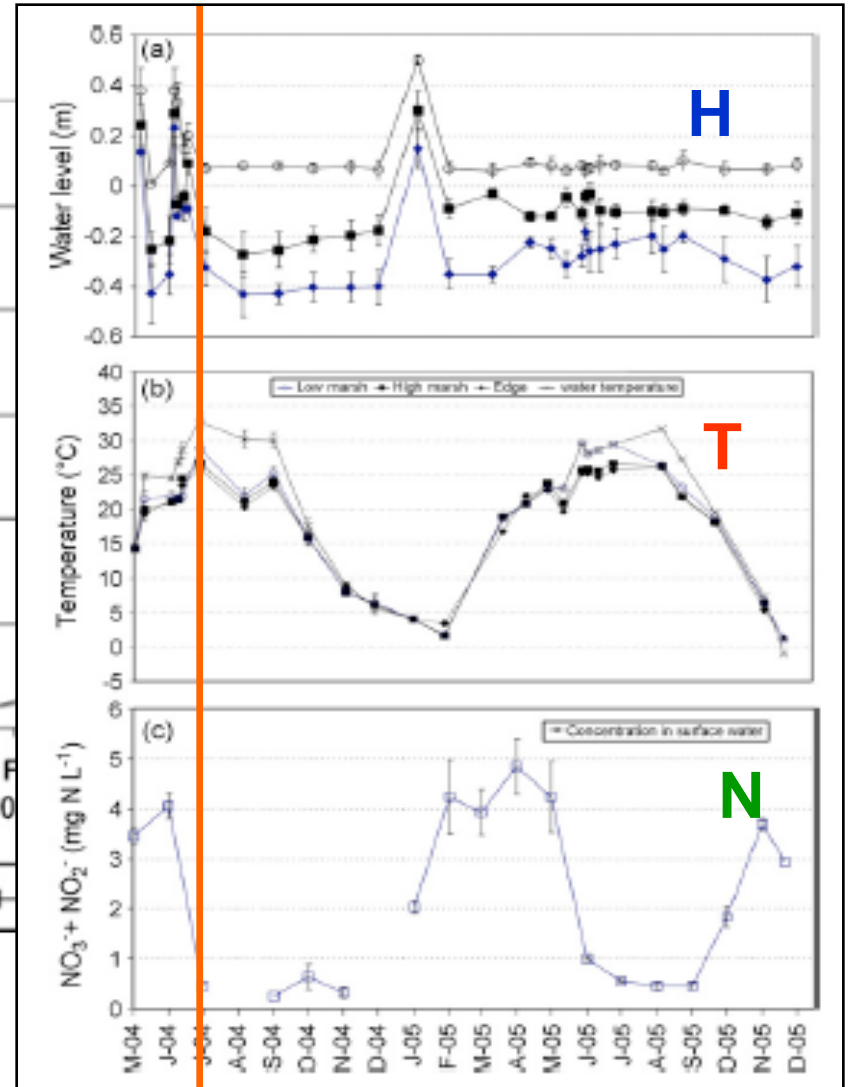 (a)
H
Water level (m)
0.6
0.4
0.2
0
-0.2
-0.4
-0.6
(b)
Low marsh High marsh Edge water temperature
T
Temperature (°C)
40
35
30
25
20
15
10
5
0
-5
(c)
Concentration in surface water
N
NO₃⁻+ NO₂⁻ (mg N L⁻¹)
6
5
4
3
2
1
0
M-04 J-04 J-04 A-04 S-04 O-04 N-04 D-04 J-05 F-05 M-05 A-05 M-05 J-05 J-05 A-05 S-05 O-05 N-05 D-05
F
0